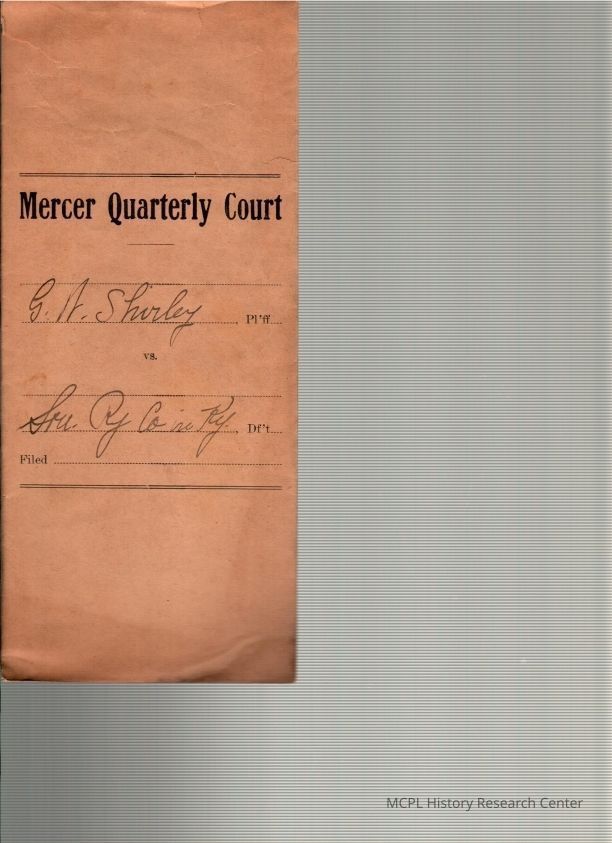 Mercer Quarterly Court
G. W. Shirley, Pl'ff
vs.
Sou. Ry Co in Ky., Df't
Filed
MCPL History Research Center